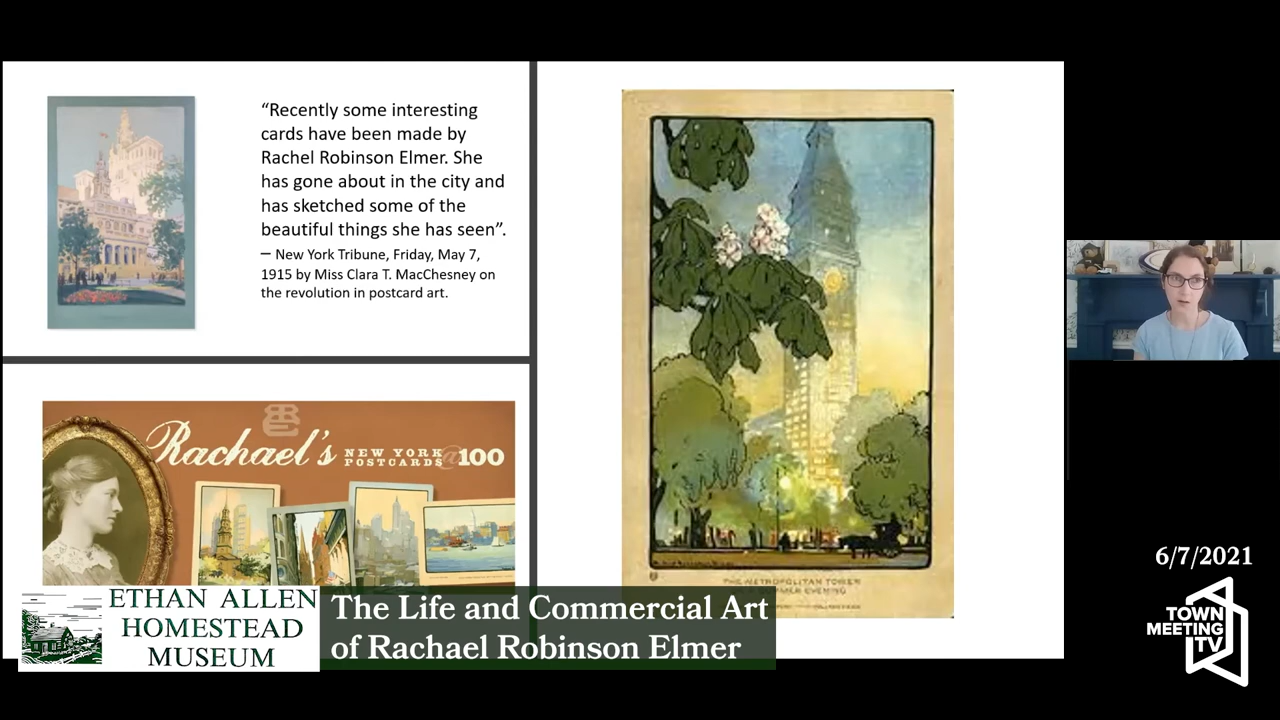 “Recently some interesting
cards have been made by
Rachel Robinson Elmer. She
has gone about in the city and
has sketched some of the
beautiful things she has seen”.
– New York Tribune, Friday, May 7,
1915 by Miss Clara T. MacChesney on
the revolution in postcard art.
Rachael's NEW YORK
POSTCARDS @100
THE METROPOLITAN TOWER
SUMMER EVENING
ETHAN ALLEN
HOMESTEAD
MUSEUM
The Life and Commercial Art
of Rachael Robinson Elmer
6/7/2021
TOWN
MEETING
TV